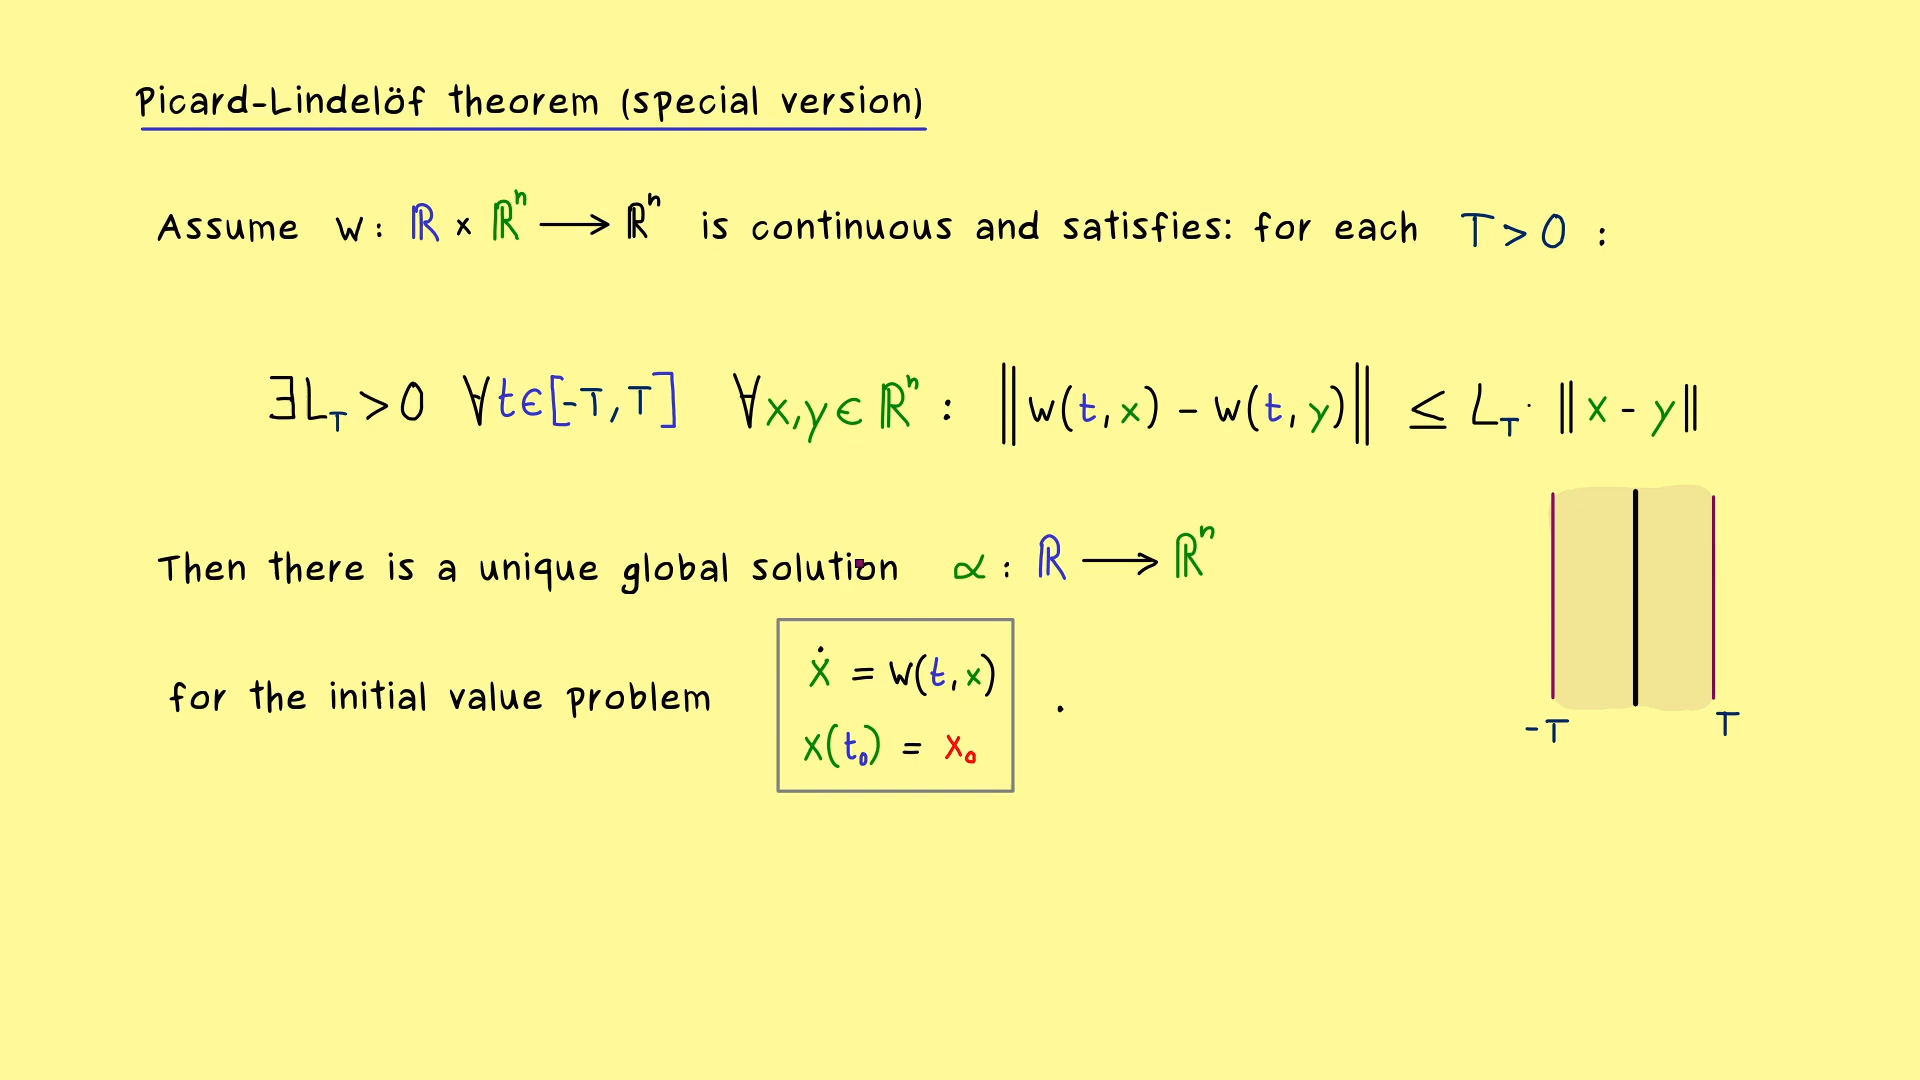 Picard-Lindelöf theorem (special version)
Assume w: ℝ × ℝⁿ ⟶ ℝⁿ is continuous and satisfies: for each T > 0 :
∃L_T > 0 ∀t∈[-T, T] ∀x,y ∈ ℝⁿ : ‖w(t,x) - w(t,y)‖ ≤ L_T · ‖x - y‖
Then there is a unique global solution α : ℝ ⟶ ℝⁿ
for the initial value problem
ẋ = w(t,x)
x(t₀) = x₀ .
-T T